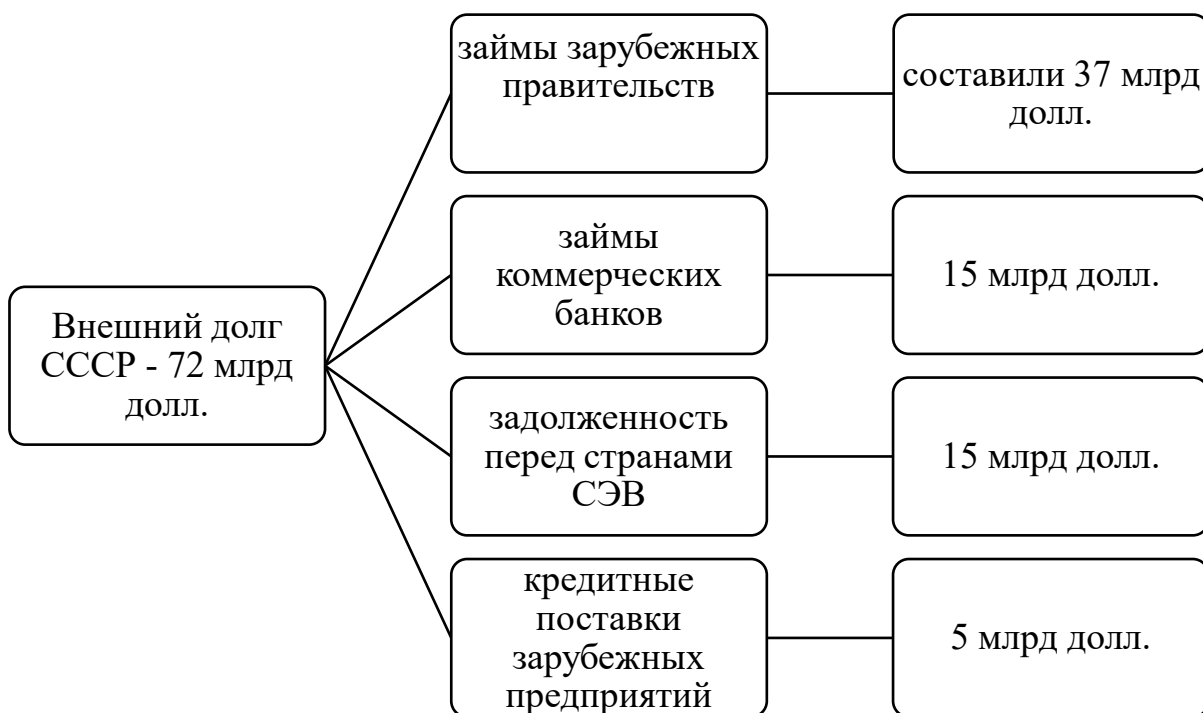 займы зарубежных
правительств
составили 37 млрд
долл.
займы
коммерческих
банков
15 млрд долл.
Внешний долг
СССР - 72 млрд
долл.
задолженность
перед странами
СЭВ
15 млрд долл.
кредитные
поставки
зарубежных
предприятий
5 млрд долл.